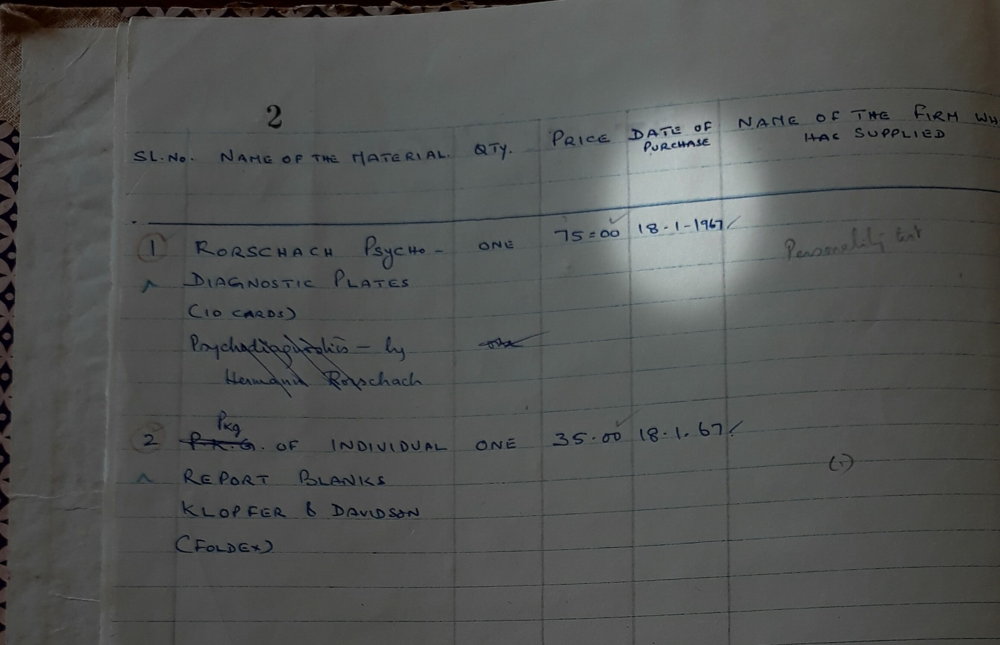 2
SL.No. NAME OF THE MATERIAL. QTY. PRICE DATE OF PURCHASE NAME OF THE FIRM WH
HAS SUPPLIED
1 RORSCHACH PSYCHO- ONE 75=00 18-1-1967
DIAGNOSTIC PLATES Personality test
(10 CARDS)
Psychodiagnostics - by
Hermann Rorschach
Pkg
2 P.K.G. OF INDIVIDUAL ONE 35.00 18.1.67
REPORT BLANKS
KLOPFER & DAVIDSON
(FOLDEX)